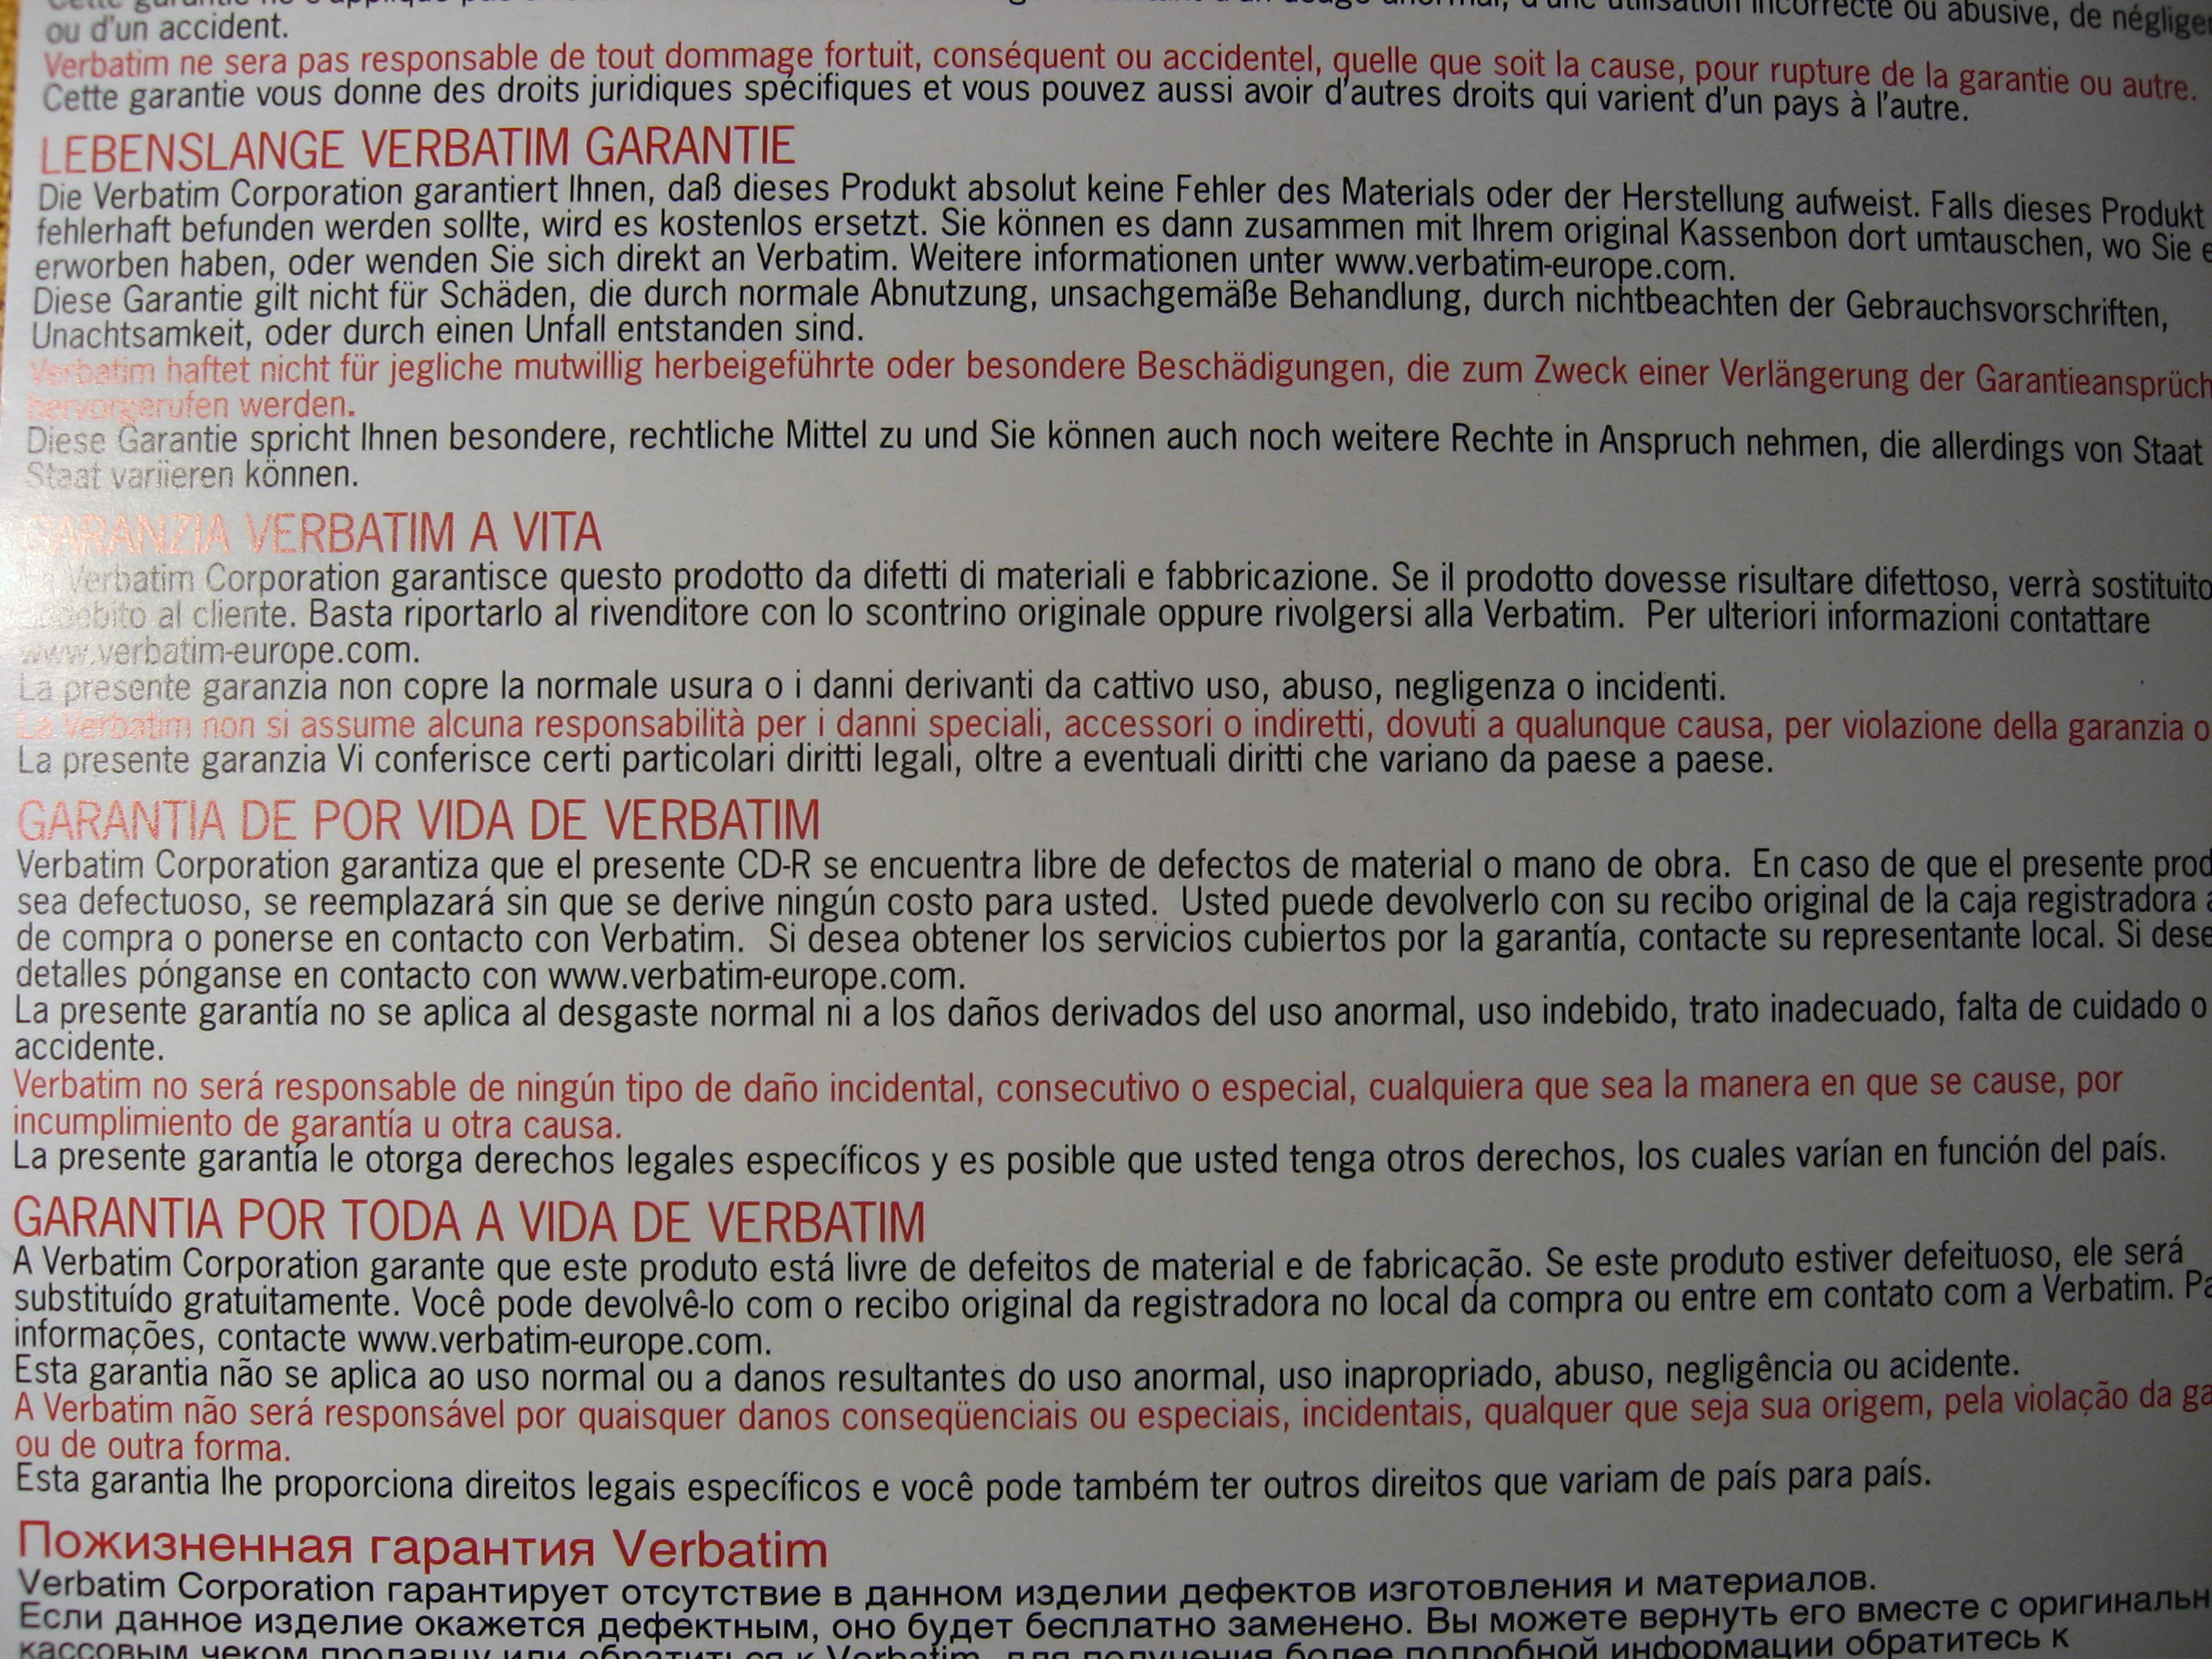 ou d'un accident.
Verbatim ne sera pas responsable de tout dommage fortuit, conséquent ou accidentel, quelle que soit la cause, pour rupture de la garantie ou autre.
Cette garantie vous donne des droits juridiques spécifiques et vous pouvez aussi avoir d'autres droits qui varient d'un pays à l'autre.
LEBENSLANGE VERBATIM GARANTIE
Die Verbatim Corporation garantiert Ihnen, daß dieses Produkt absolut keine Fehler des Materials oder der Herstellung aufweist. Falls dieses Produkt
fehlerhaft befunden werden sollte, wird es kostenlos ersetzt. Sie können es dann zusammen mit Ihrem original Kassenbon dort umtauschen, wo Sie
erworben haben, oder wenden Sie sich direkt an Verbatim. Weitere informationen unter www.verbatim-europe.com.
Diese Garantie gilt nicht für Schäden, die durch normale Abnutzung, unsachgemäße Behandlung, durch nichtbeachten der Gebrauchsvorschriften,
Unachtsamkeit, oder durch einen Unfall entstanden sind.
Verbatim haftet nicht für jegliche mutwillig herbeigeführte oder besondere Beschädigungen, die zum Zweck einer Verlängerung der Garantieansprüch
hervorgerufen werden.
Diese Garantie spricht Ihnen besondere, rechtliche Mittel zu und Sie können auch noch weitere Rechte in Anspruch nehmen, die allerdings von Staat
Staat variieren können.
GARANZIA VERBATIM A VITA
La Verbatim Corporation garantisce questo prodotto da difetti di materiali e fabbricazione. Se il prodotto dovesse risultare difettoso, verrà sostituito
addebito al cliente. Basta riportarlo al rivenditore con lo scontrino originale oppure rivolgersi alla Verbatim. Per ulteriori informazioni contattare
www.verbatim-europe.com.
La presente garanzia non copre la normale usura o i danni derivanti da cattivo uso, abuso, negligenza o incidenti.
La Verbatim non si assume alcuna responsabilità per i danni speciali, accessori o indiretti, dovuti a qualunque causa, per violazione della garanzia o
La presente garanzia Vi conferisce certi particolari diritti legali, oltre a eventuali diritti che variano da paese a paese.
GARANTIA DE POR VIDA DE VERBATIM
Verbatim Corporation garantiza que el presente CD-R se encuentra libre de defectos de material o mano de obra. En caso de que el presente prod
sea defectuoso, se reemplazará sin que se derive ningún costo para usted. Usted puede devolverlo con su recibo original de la caja registradora
de compra o ponerse en contacto con Verbatim. Si desea obtener los servicios cubiertos por la garantía, contacte su representante local. Si dese
detalles pónganse en contacto con www.verbatim-europe.com.
La presente garantía no se aplica al desgaste normal ni a los daños derivados del uso anormal, uso indebido, trato inadecuado, falta de cuidado o
accidente.
Verbatim no será responsable de ningún tipo de daño incidental, consecutivo o especial, cualquiera que sea la manera en que se cause, por
incumplimiento de garantía u otra causa.
La presente garantía le otorga derechos legales específicos y es posible que usted tenga otros derechos, los cuales varían en función del país.
GARANTIA POR TODA A VIDA DE VERBATIM
A Verbatim Corporation garante que este produto está livre de defeitos de material e de fabricação. Se este produto estiver defeituoso, ele será
substituído gratuitamente. Você pode devolvê-lo com o recibo original da registradora no local da compra ou entre em contato com a Verbatim. Pa
informações, contacte www.verbatim-europe.com.
Esta garantia não se aplica ao uso normal ou a danos resultantes do uso anormal, uso inapropriado, abuso, negligência ou acidente.
A Verbatim não será responsável por quaisquer danos conseqüenciais ou especiais, incidentais, qualquer que seja sua origem, pela violação da ga
ou de outra forma.
Esta garantia lhe proporciona direitos legais específicos e você pode também ter outros direitos que variam de país para país.
Пожизненная гарантия Verbatim
Verbatim Corporation гарантирует отсутствие в данном изделии дефектов изготовления и материалов.
Если данное изделие окажется дефектным, оно будет бесплатно заменено. Вы можете вернуть его вместе с оригинальн
кассовым чеком продавцу или обратиться к Verbatim, для получения более подробной информации обратитесь к